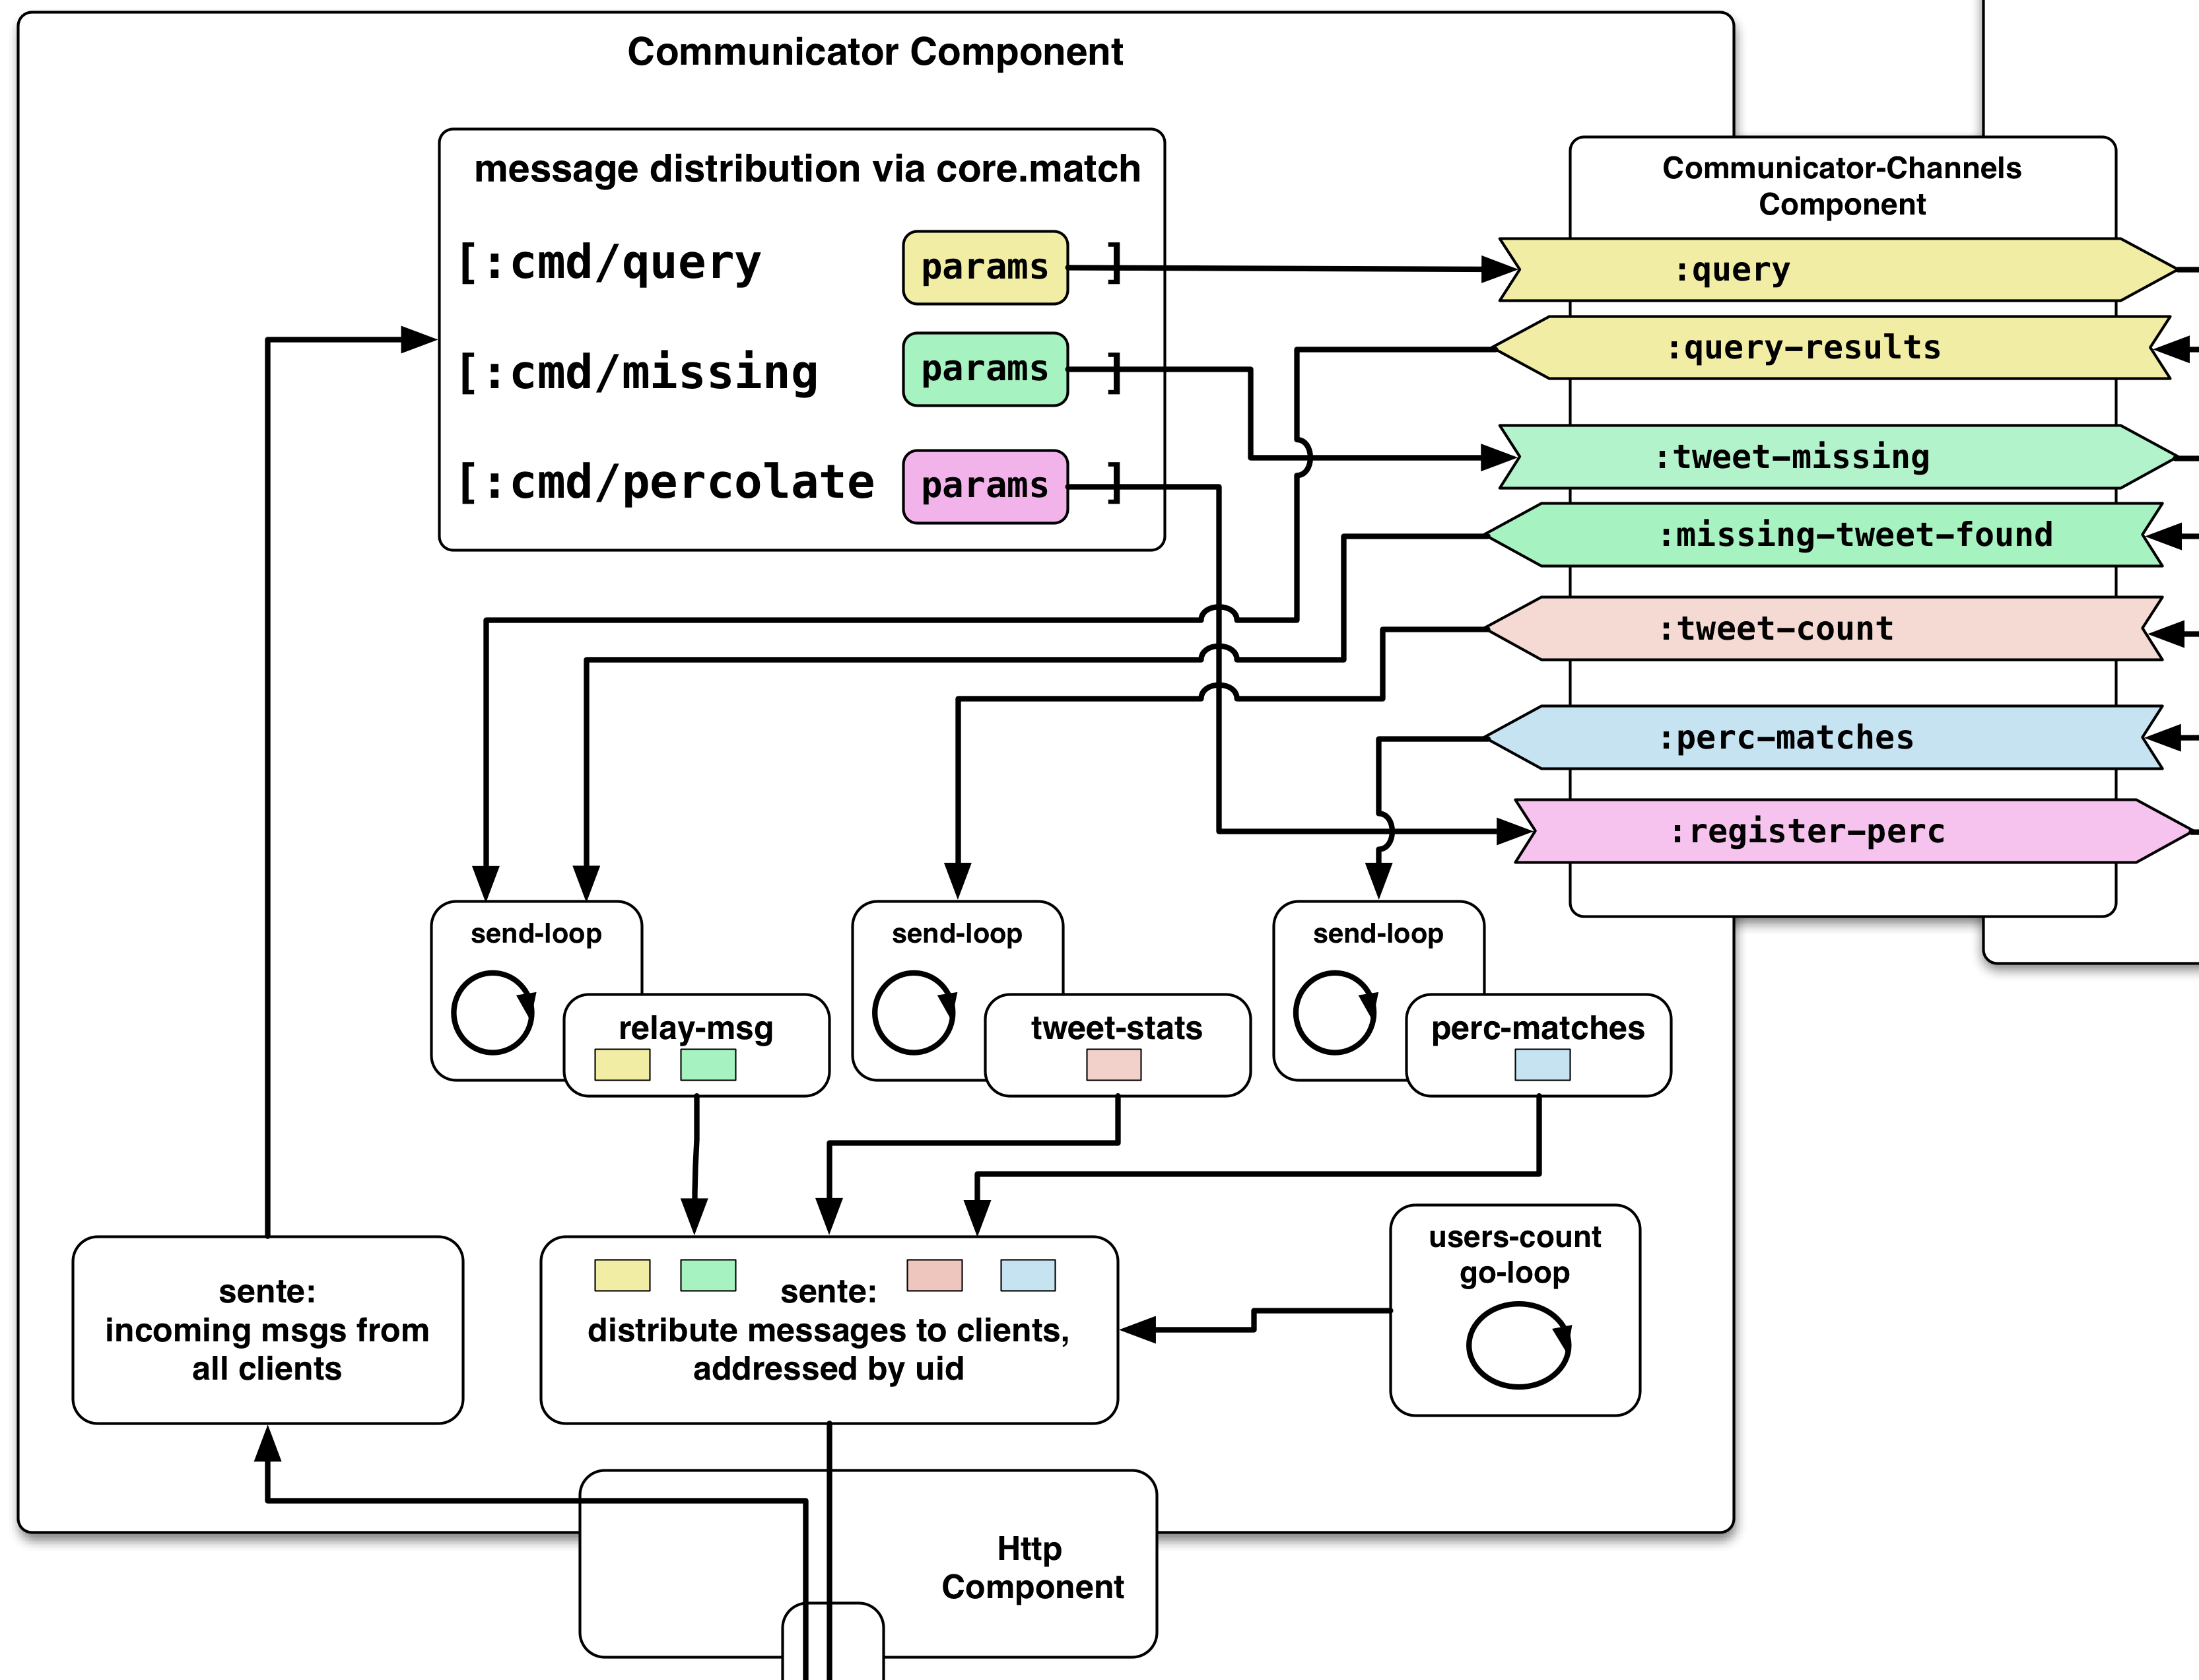 Communicator Component
message distribution via core.match
[:cmd/query params ]
[:cmd/missing params ]
[:cmd/percolate params ]
Communicator-Channels
Component
:query
:query-results
:tweet-missing
:missing-tweet-found
:tweet-count
:perc-matches
:register-perc
send-loop
relay-msg
send-loop
tweet-stats
send-loop
perc-matches
sente:
incoming msgs from
all clients
sente:
distribute messages to clients,
addressed by uid
users-count
go-loop
Http
Component